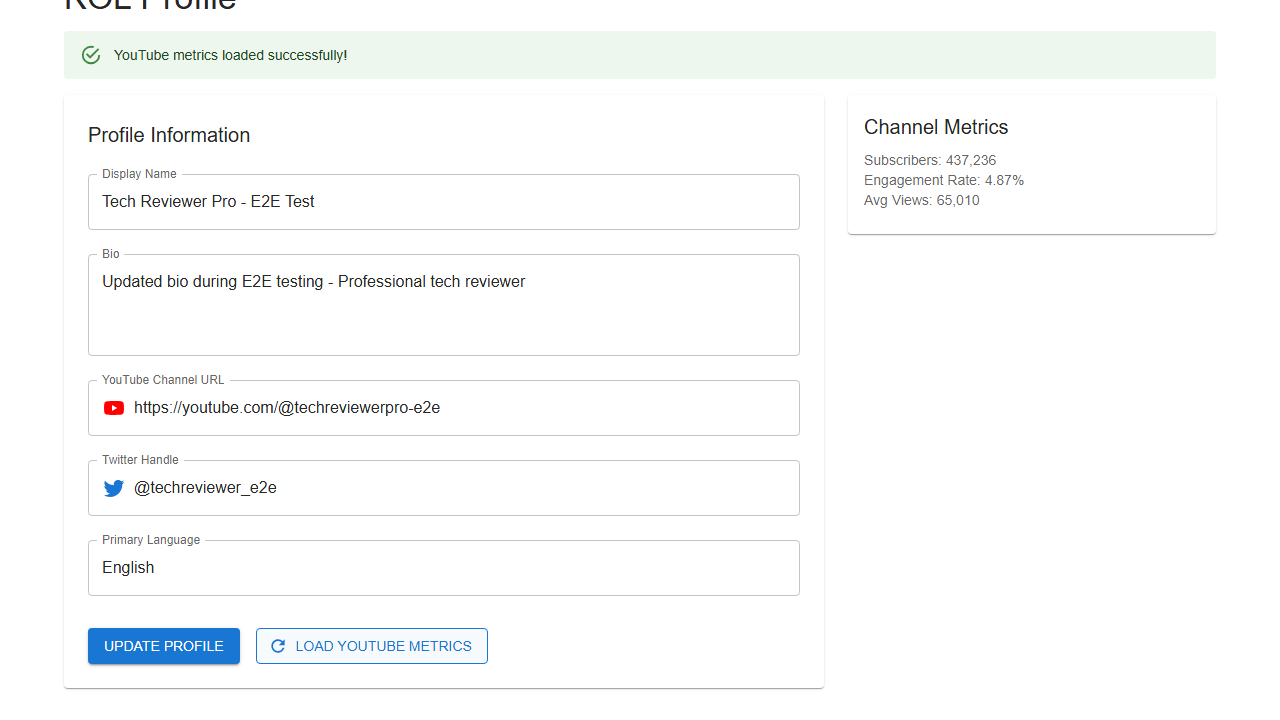 KOL Profile
YouTube metrics loaded successfully!
Profile Information
Display Name
Tech Reviewer Pro - E2E Test
Bio
Updated bio during E2E testing - Professional tech reviewer
YouTube Channel URL
https://youtube.com/@techreviewerpro-e2e
Twitter Handle
@techreviewer_e2e
Primary Language
English
UPDATE PROFILE
LOAD YOUTUBE METRICS
Channel Metrics
Subscribers: 437,236
Engagement Rate: 4.87%
Avg Views: 65,010